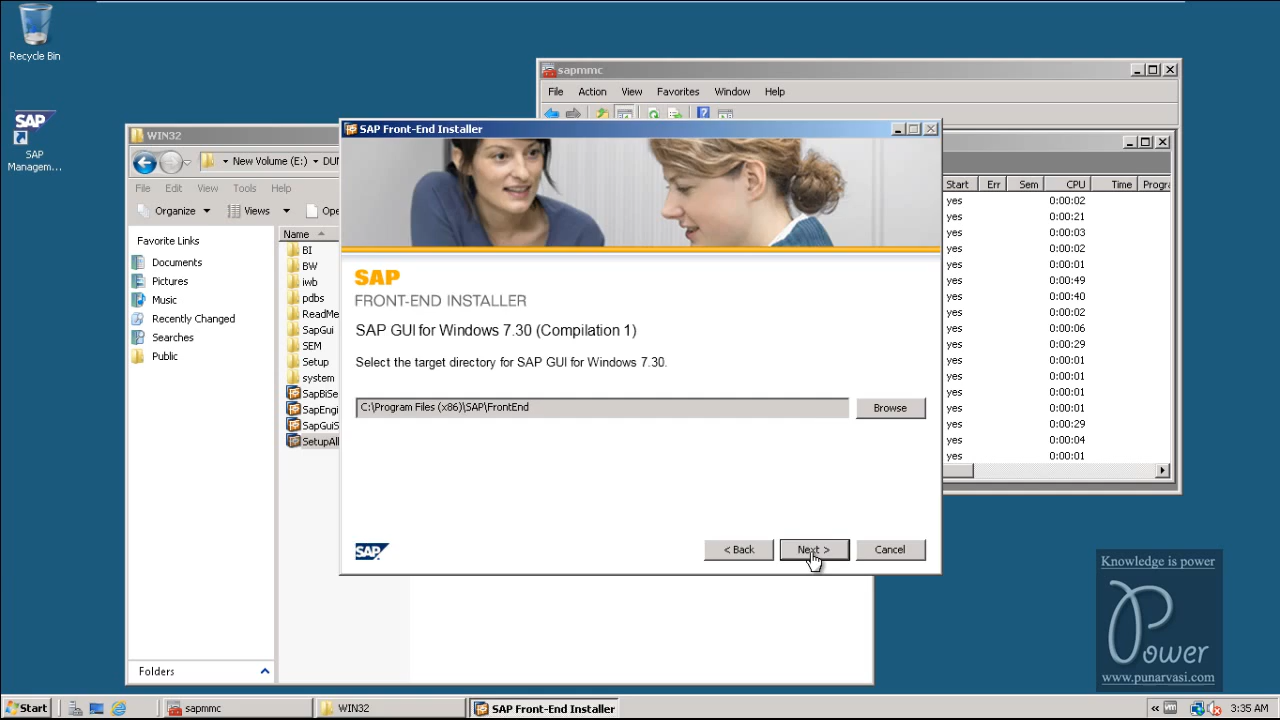 Recycle Bin
SAP
SAP
Managem...
sapmmc
File Action View Favorites Window Help
WIN32
New Volume (E:)
File Edit View Tools Help
Organize Views
Favorite Links
Documents
Pictures
Music
Recently Changed
Searches
Public
Folders
Name
BI
BW
iwb
pdbs
ReadMe
SapGui
SEM
Setup
system
SapBiSe
SapEngi
SapGuiS
SetupAll
SAP Front-End Installer
SAP
FRONT-END INSTALLER
SAP GUI for Windows 7.30 (Compilation 1)
Select the target directory for SAP GUI for Windows 7.30.
C:\Program Files (x86)\SAP\FrontEnd
Browse
SAP
< Back
Next >
Cancel
Start Err Sem CPU Time Progra
yes 0:00:02
yes 0:00:21
yes 0:00:03
yes 0:00:02
yes 0:00:01
yes 0:00:49
yes 0:00:40
yes 0:00:02
yes 0:00:06
yes 0:00:29
yes 0:00:01
yes 0:00:01
yes 0:00:01
yes 0:00:01
yes 0:00:29
yes 0:00:04
yes 0:00:01
Knowledge is power
Power
www.punarvasi.com
Start
sapmmc
WIN32
SAP Front-End Installer
3:35 AM